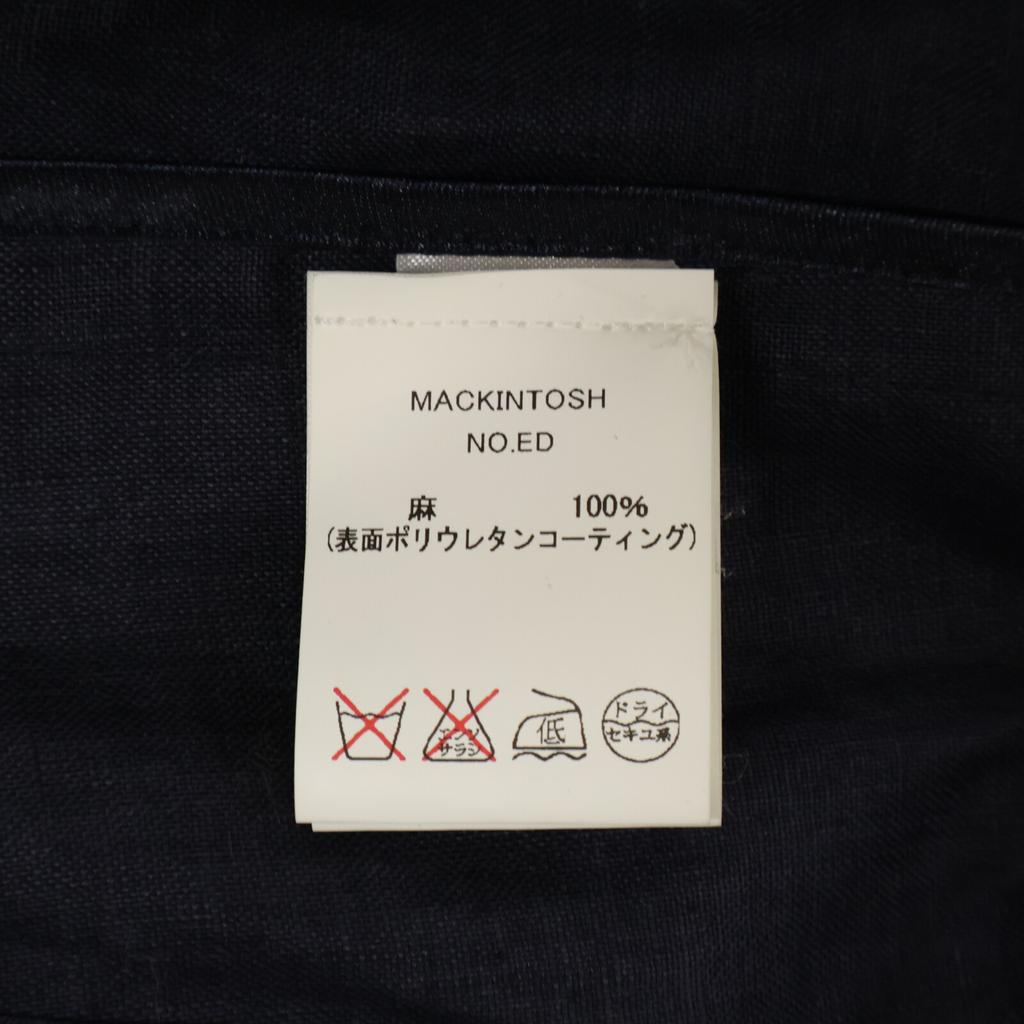 MACKINTOSH
NO.ED
麻 100%
(表面ポリウレタンコーティング)
エンソ
サラシ
低
ドライ
セキユ系